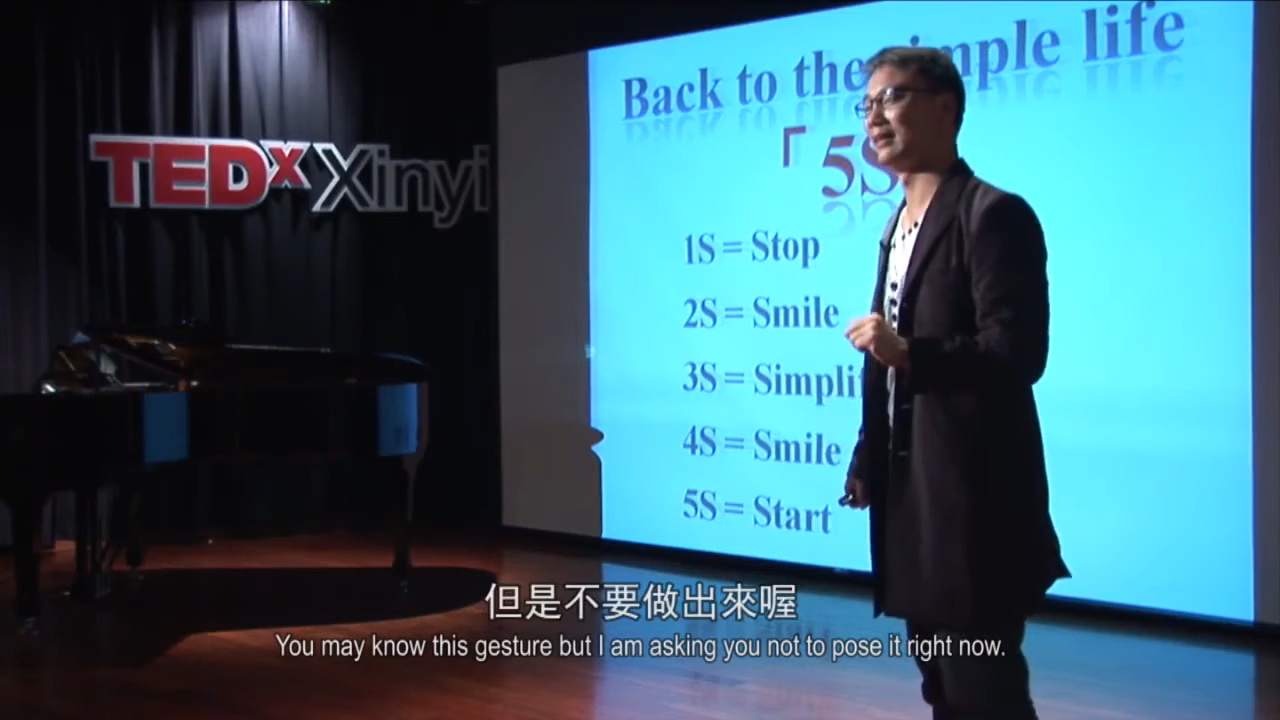 TEDxXinyi
Back to the simple life
「5S
1S = Stop
2S = Smile
3S = Simplif
4S = Smile
5S = Start
但是不要做出來喔
You may know this gesture but I am asking you not to pose it right now.